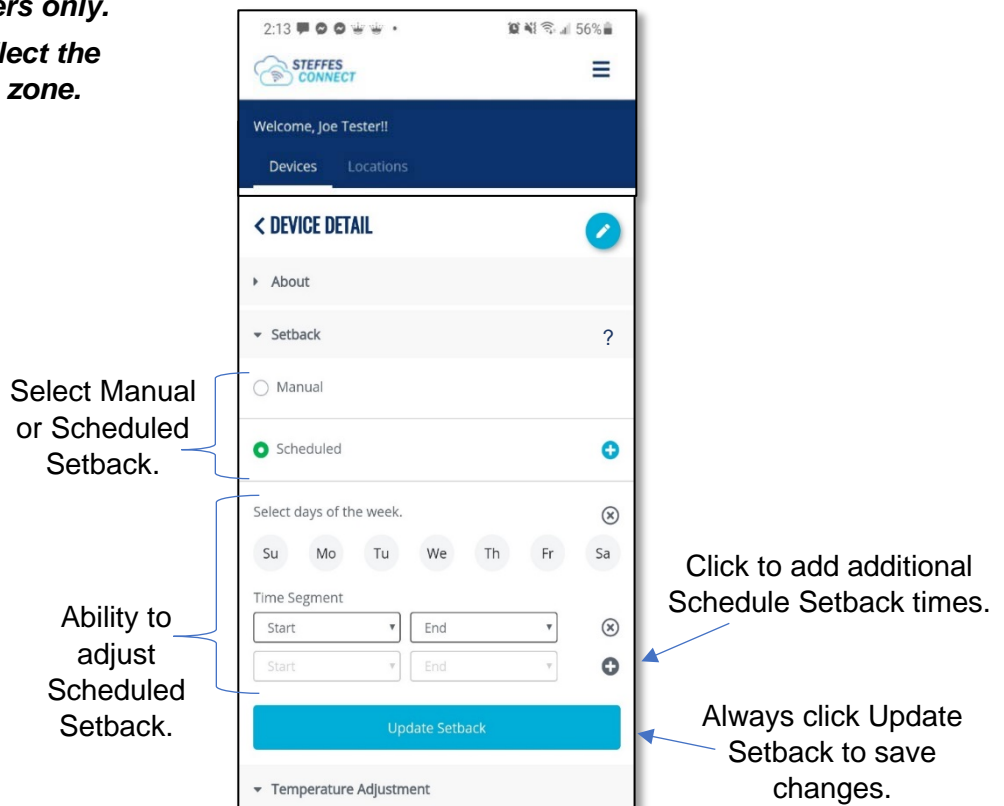 ers only.
lect the
zone.
2:13 56%
STEFFES
CONNECT
Welcome, Joe Tester!!
Devices Locations
< DEVICE DETAIL
About
Setback ?
Manual
Scheduled
Select Manual
or Scheduled
Setback.
Select days of the week.
Su Mo Tu We Th Fr Sa
Time Segment
Start End
Start End
Ability to
adjust
Scheduled
Setback.
Click to add additional
Schedule Setback times.
Update Setback
Always click Update
Setback to save
changes.
Temperature Adjustment